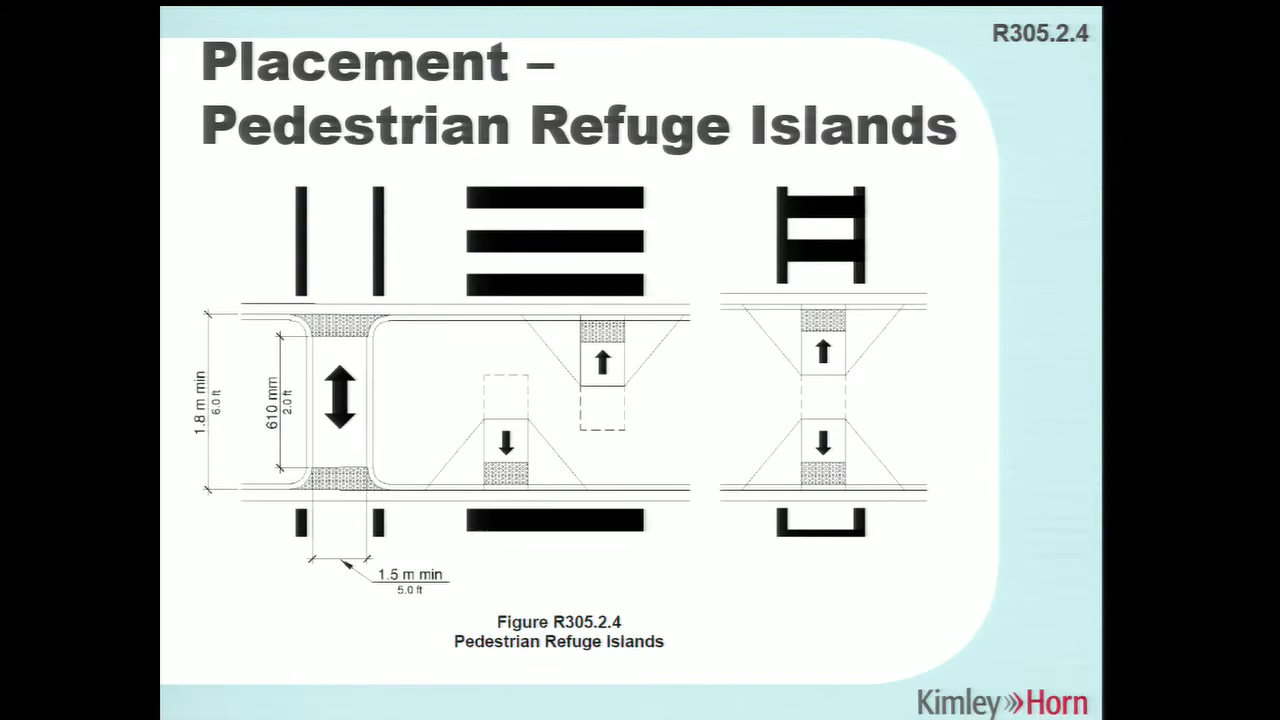 R305.2.4
Placement –
Pedestrian Refuge Islands
1.8 m min
6.0 ft
610 mm
2.0 ft
1.5 m min
5.0 ft
Figure R305.2.4
Pedestrian Refuge Islands
Kimley»Horn